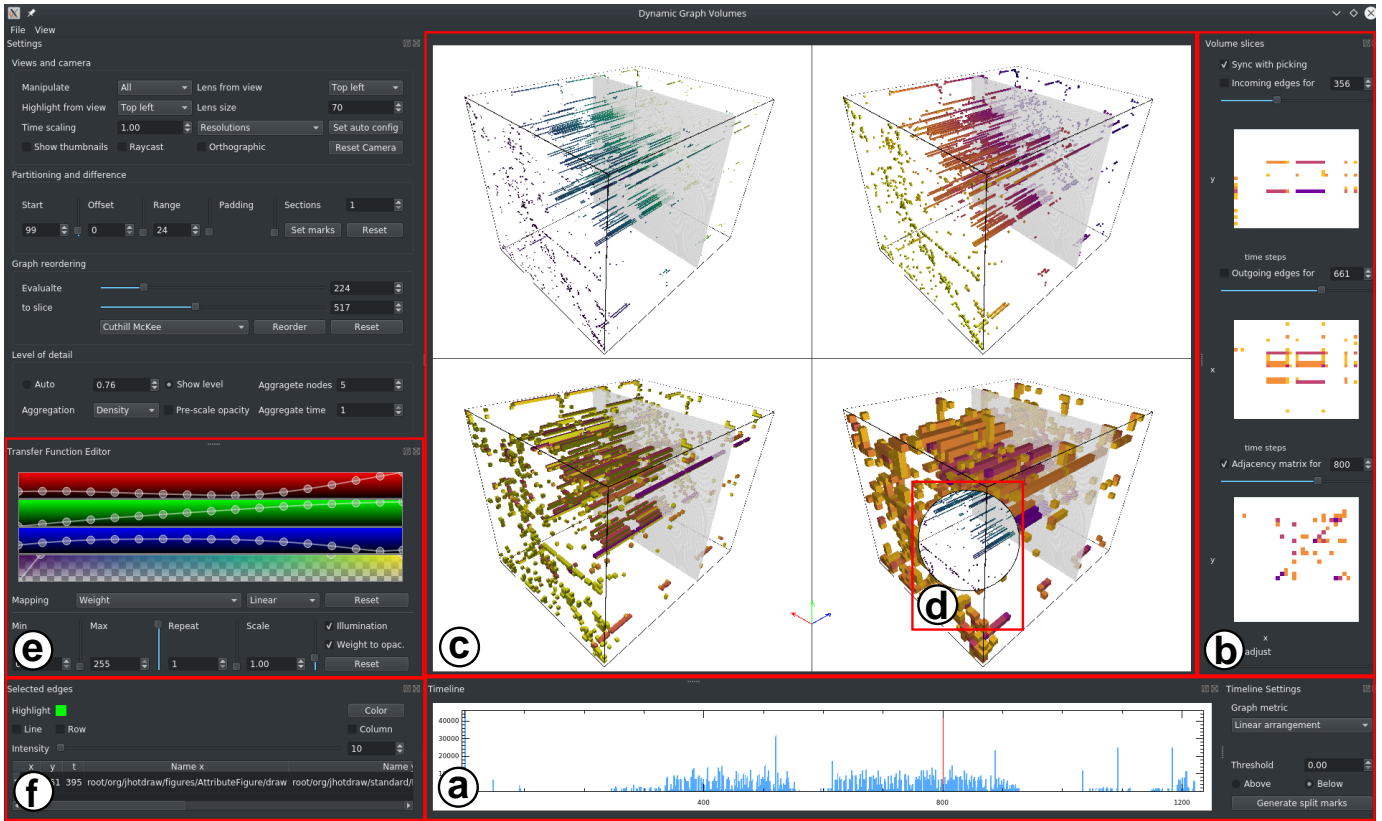 Dynamic Graph Volumes
File View
Settings
Views and camera
Manipulate All Lens from view Top left
Highlight from view Top left Lens size 70
Time scaling 1.00 Resolutions Set auto config
Show thumbnails Raycast Orthographic Reset Camera
Partitioning and difference
Start Offset Range Padding Sections 1
99 0 24 Set marks Reset
Graph reordering
Evalualte 224
to slice 517
Cuthill McKee Reorder Reset
Level of detail
Auto 0.76 Show level Aggragete nodes 5
Aggregation Density Pre-scale opacity Aggregate time 1
Transfer Function Editor
Mapping Weight Linear Reset
Min Max Repeat Scale Illumination
Weight to opac.
255 1 1.00 Reset
e
Selected edges
Highlight Color
Line Row Column
Intensity 10
x y t Name x Name
395 root/org/jhotdraw/figures/AttributeFigure/draw root/org/jhotdraw/standard/
f
c
d
Volume slices
Sync with picking
Incoming edges for 356
y
time steps
Outgoing edges for 661
x
time steps
Adjacency matrix for 800
y
x
adjust
b
Timeline
40000
30000
20000
10000
0
400 800 1200
a
Timeline Settings
Graph metric
Linear arrangement
Threshold 0.00
Above Below
Generate split marks